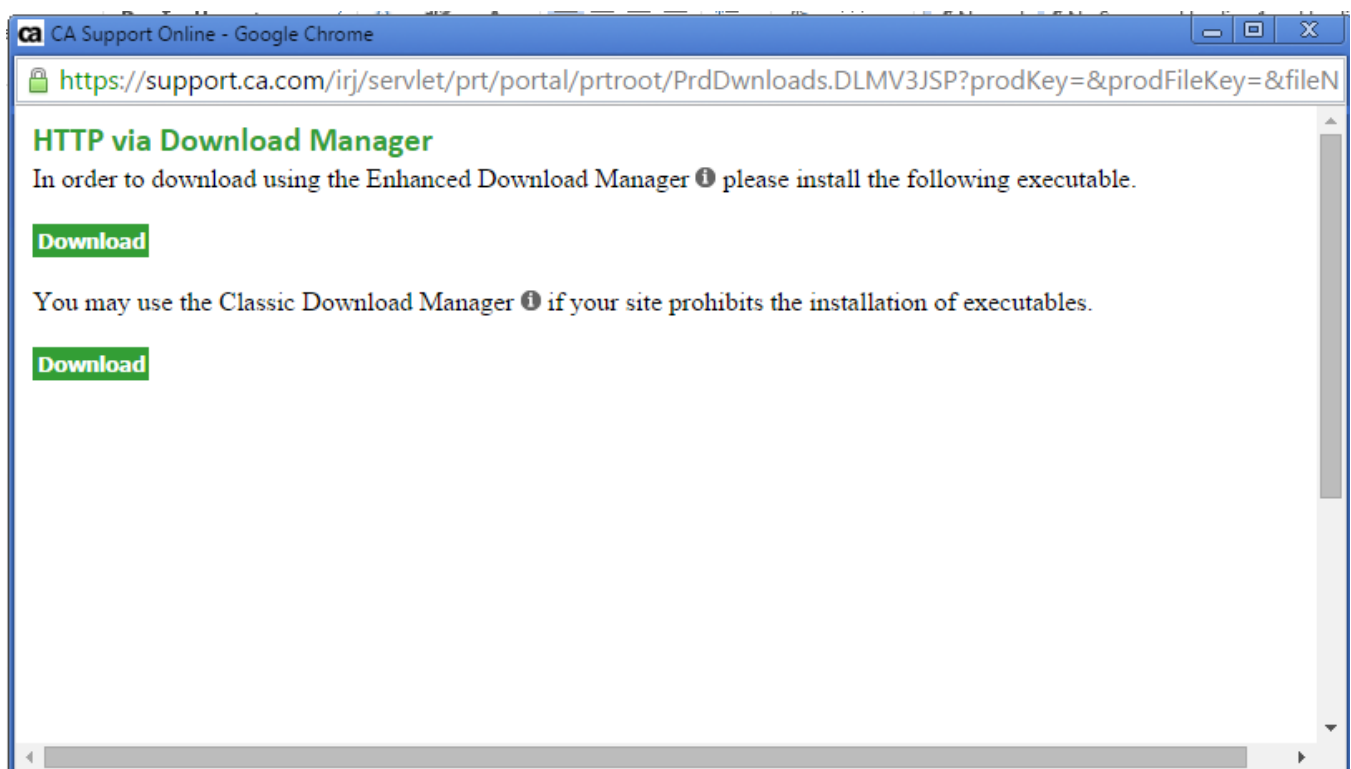 ca CA Support Online - Google Chrome
https://support.ca.com/irj/servlet/prt/portal/prtroot/PrdDwnloads.DLMV3JSP?prodKey=&prodFileKey=&fileN
HTTP via Download Manager
In order to download using the Enhanced Download Manager please install the following executable.
Download
You may use the Classic Download Manager if your site prohibits the installation of executables.
Download